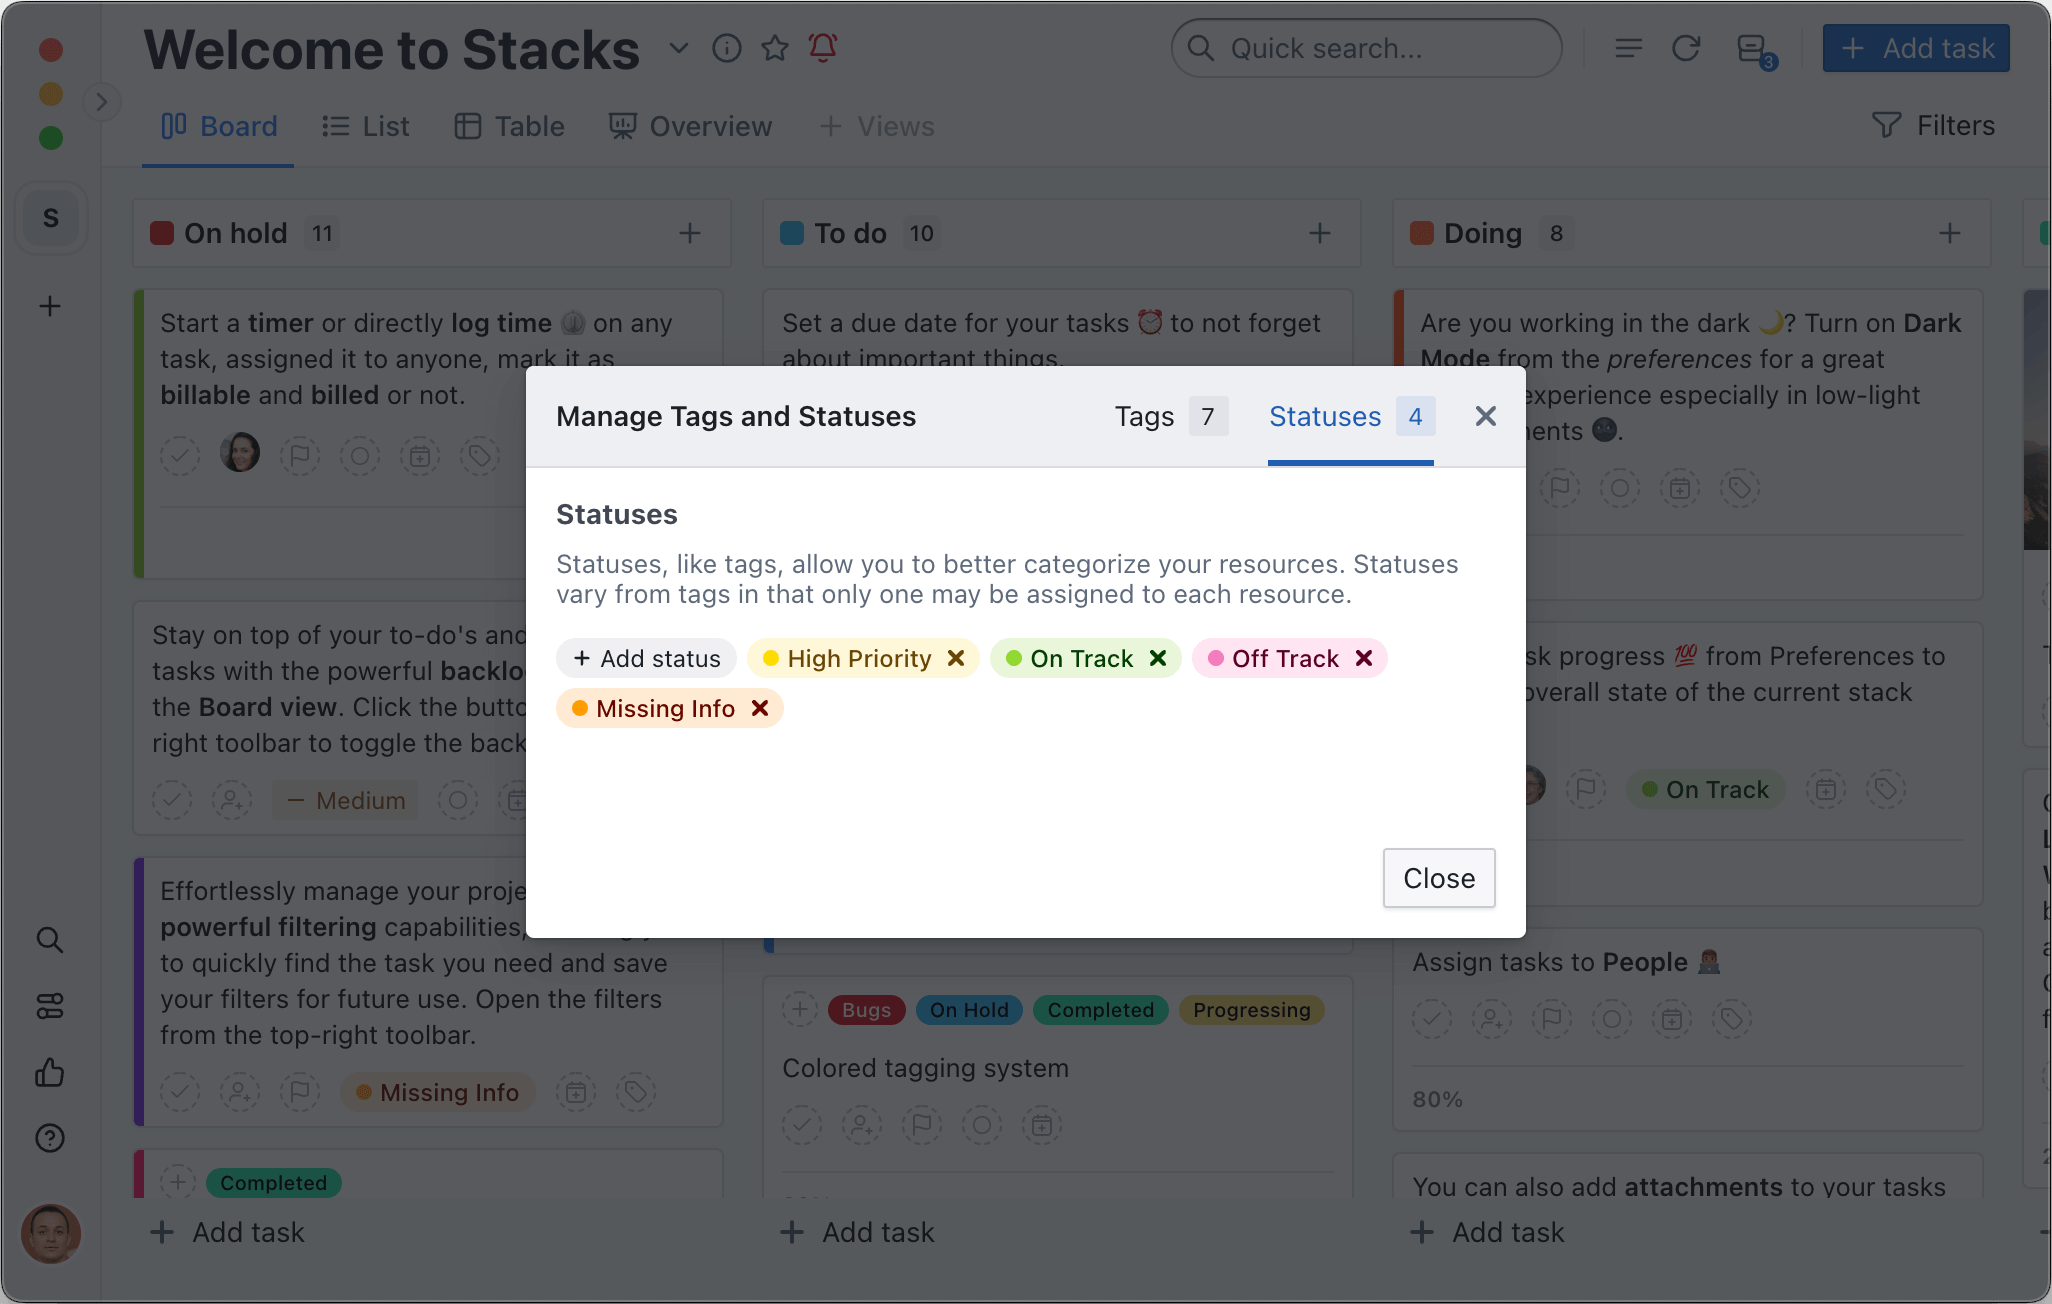 Welcome to Stacks
Quick search...
3
+ Add task
Board
List
Table
Overview
+ Views
Filters
S
On hold 11
To do 10
Doing 8
Start a timer or directly log time on any
task, assigned it to anyone, mark it as
billable and billed or not.
Set a due date for your tasks ⏰ to not forget
about important things.
Are you working in the dark 🌙? Turn on Dark
Mode from the preferences for a great
experience especially in low-light
ments 🌚.
Stay on top of your to-do's and
tasks with the powerful backlo
the Board view. Click the butto
right toolbar to toggle the back
Medium
Effortlessly manage your proje
powerful filtering capabilities,
to quickly find the task you need and save
your filters for future use. Open the filters
from the top-right toolbar.
Missing Info
Completed
+ Add task
Manage Tags and Statuses
Tags 7
Statuses 4
Statuses
Statuses, like tags, allow you to better categorize your resources. Statuses
vary from tags in that only one may be assigned to each resource.
+ Add status
High Priority
On Track
Off Track
Missing Info
Close
Bugs
On Hold
Completed
Progressing
Colored tagging system
+ Add task
sk progress 💯 from Preferences to
overall state of the current stack
On Track
Assign tasks to People 👨🏾‍💻
80%
You can also add attachments to your tasks
+ Add task